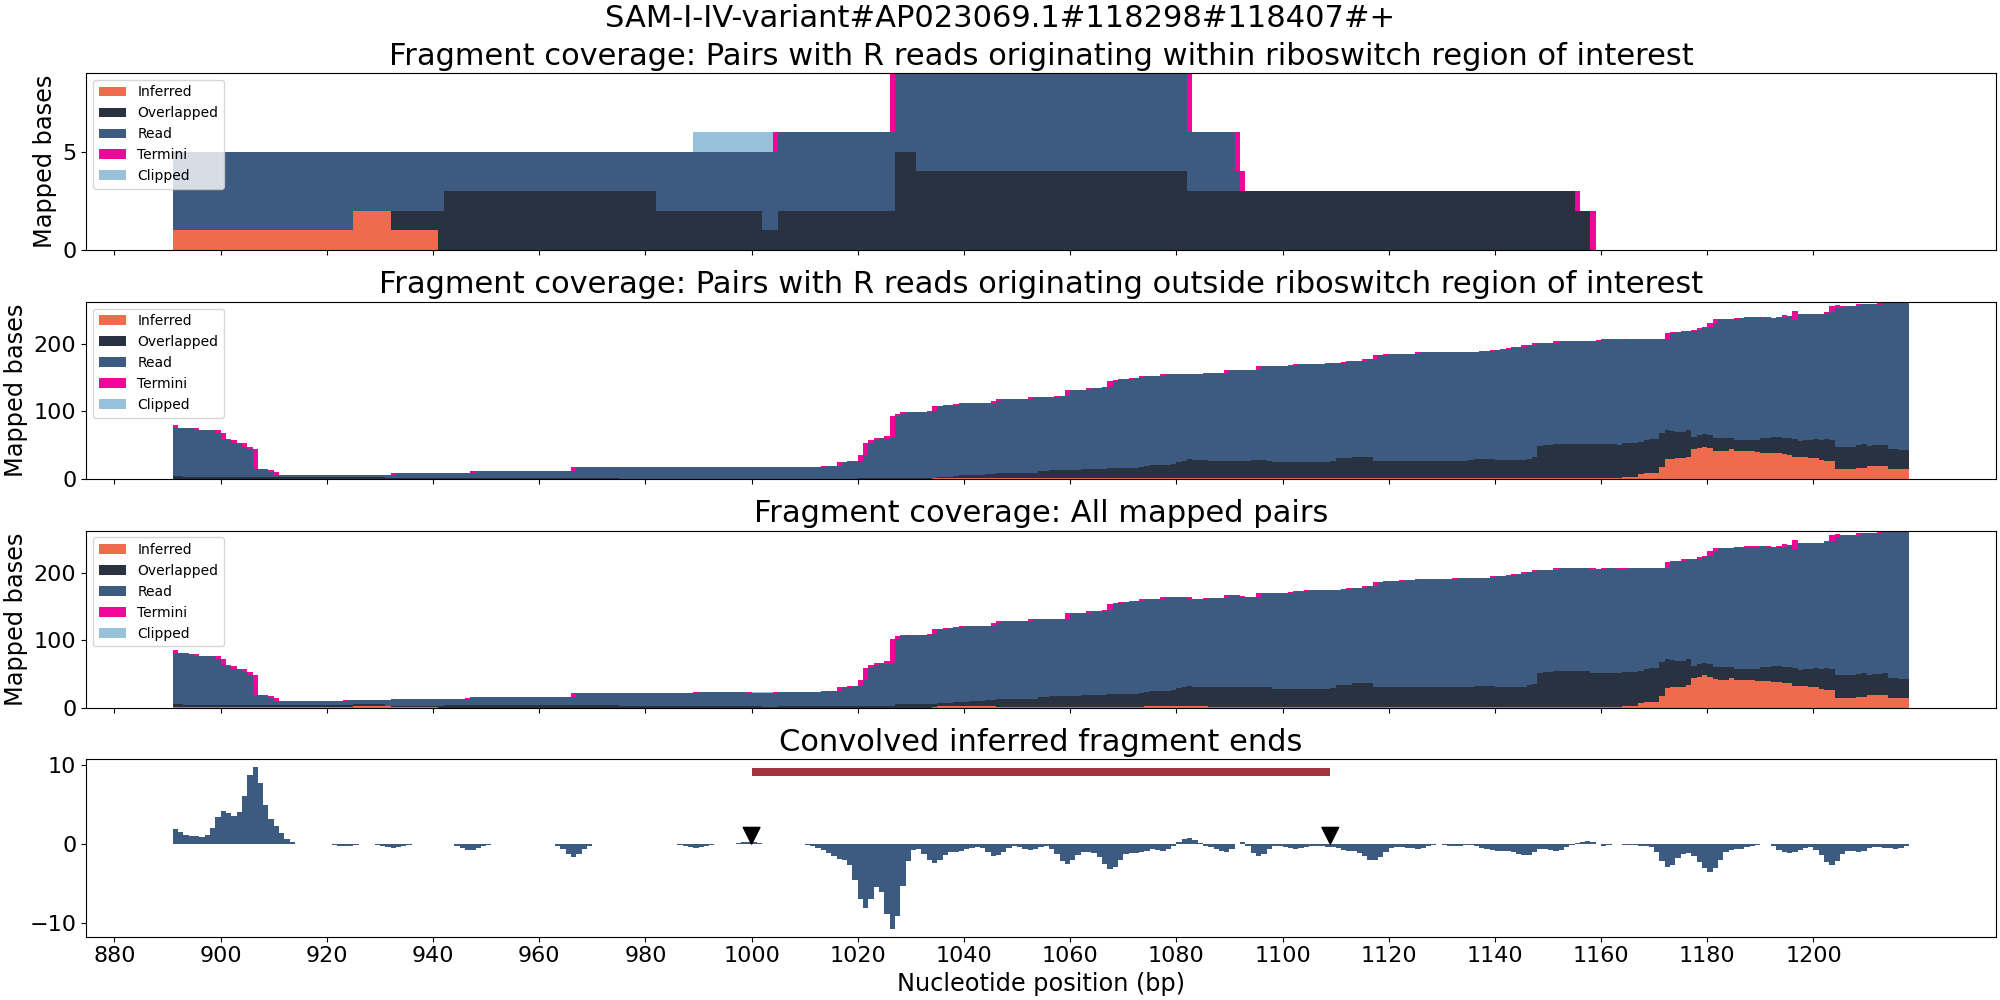 SAM-I-IV-variant#AP023069.1#118298#118407#+
Fragment coverage: Pairs with R reads originating within riboswitch region of interest
Mapped bases
5
0
Inferred
Overlapped
Read
Termini
Clipped
Fragment coverage: Pairs with R reads originating outside riboswitch region of interest
Mapped bases
200
100
0
Inferred
Overlapped
Read
Termini
Clipped
Fragment coverage: All mapped pairs
Mapped bases
200
100
0
Inferred
Overlapped
Read
Termini
Clipped
Convolved inferred fragment ends
10
0
−10
880 900 920 940 960 980 1000 1020 1040 1060 1080 1100 1120 1140 1160 1180 1200
Nucleotide position (bp)